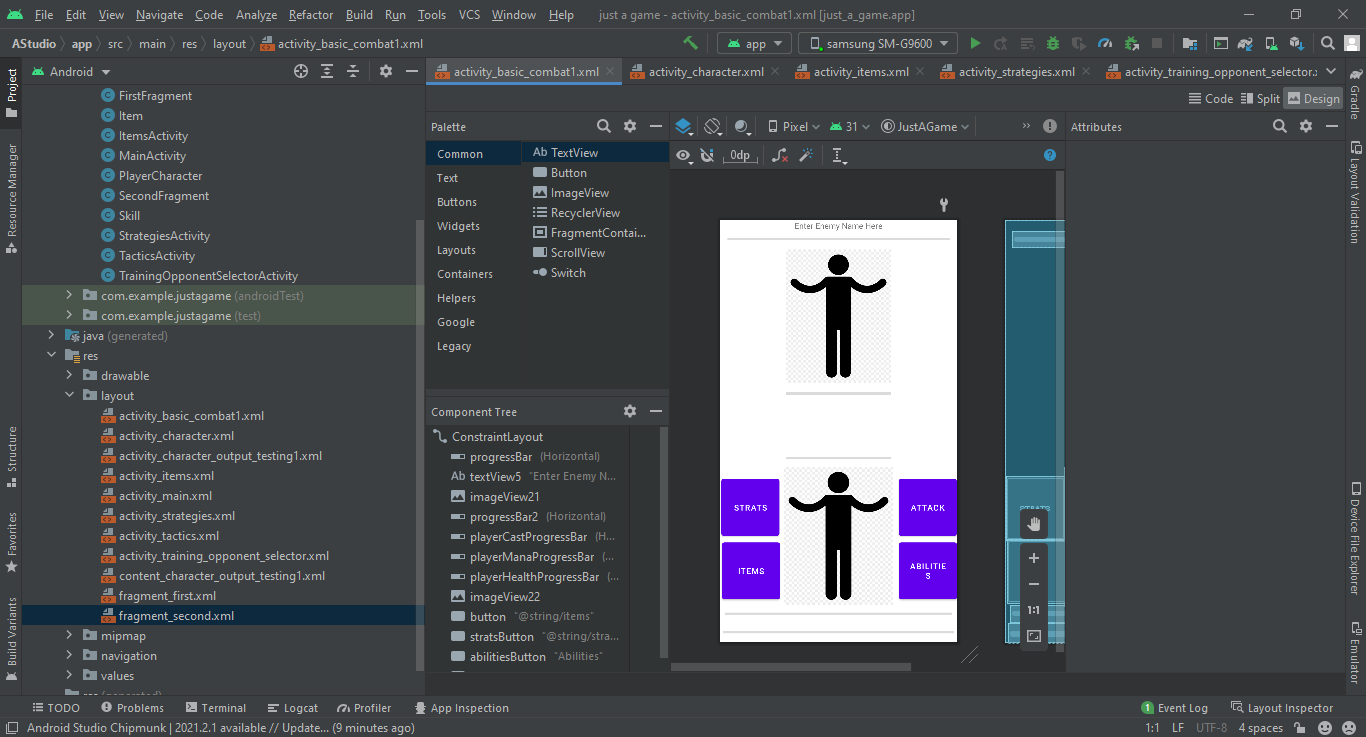 File Edit View Navigate Code Analyze Refactor Build Run Tools VCS Window Help just a game - activity_basic_combat1.xml [just_a_game.app]
AStudio app src main res layout activity_basic_combat1.xml
app samsung SM-G9600
Project
Resource Manager
Structure
Favorites
Build Variants
Android
FirstFragment
Item
ItemsActivity
MainActivity
PlayerCharacter
SecondFragment
Skill
StrategiesActivity
TacticsActivity
TrainingOpponentSelectorActivity
com.example.justagame (androidTest)
com.example.justagame (test)
java (generated)
res
drawable
layout
activity_basic_combat1.xml
activity_character.xml
activity_character_output_testing1.xml
activity_items.xml
activity_main.xml
activity_strategies.xml
activity_tactics.xml
activity_training_opponent_selector.xml
content_character_output_testing1.xml
fragment_first.xml
fragment_second.xml
mipmap
navigation
values
res (generated)
activity_basic_combat1.xml activity_character.xml activity_items.xml activity_strategies.xml activity_training_opponent_selector.
Code Split Design
Palette
Common
Text
Buttons
Widgets
Layouts
Containers
Helpers
Google
Legacy
Ab TextView
Button
ImageView
RecyclerView
FragmentContai...
ScrollView
Switch
Component Tree
ConstraintLayout
progressBar (Horizontal)
Ab textView5 "Enter Enemy N...
imageView21
progressBar2 (Horizontal)
playerCastProgressBar (H...
playerManaProgressBar (...
playerHealthProgressBar (...
imageView22
button "@string/items"
stratsButton "@string/stra...
abilitiesButton "Abilities"
Pixel 31 JustAGame »
0dp
?
Enter Enemy Name Here
STRATS
ATTACK
ITEMS
ABILITIE
S
STRATS
1:1
Attributes
Gradle
Layout Validation
Device File Explorer
Emulator
TODO Problems Terminal Logcat Profiler App Inspection 1 Event Log Layout Inspector
Android Studio Chipmunk | 2021.2.1 available // Update... (9 minutes ago) 1:1 LF UTF-8 4 spaces